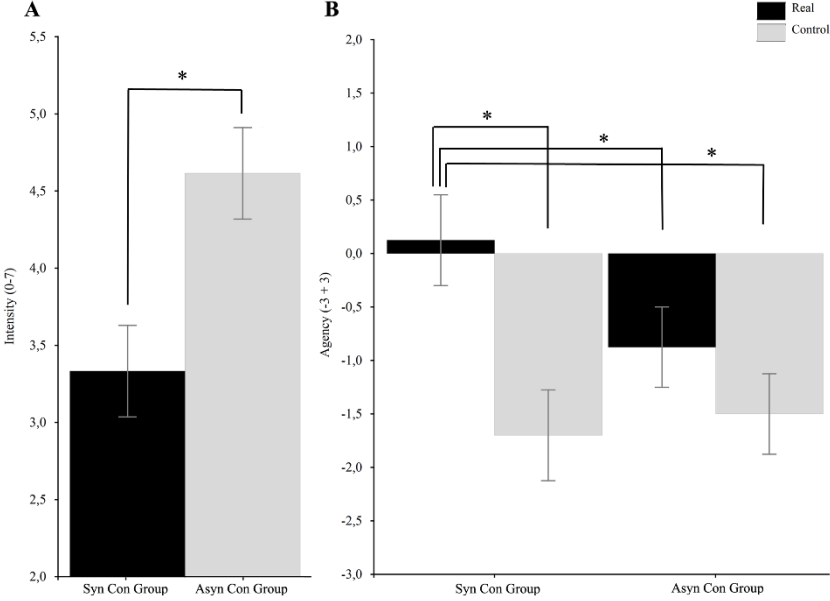 A
Intensity (0-7)
5,5
5,0
4,5
4,0
3,5
3,0
2,5
2,0
*
Syn Con Group
Asyn Con Group
B
Real
Control
Agency (-3 + 3)
2,0
1,5
1,0
0,5
0,0
-0,5
-1,0
-1,5
-2,0
-2,5
-3,0
*
*
*
Syn Con Group
Asyn Con Group